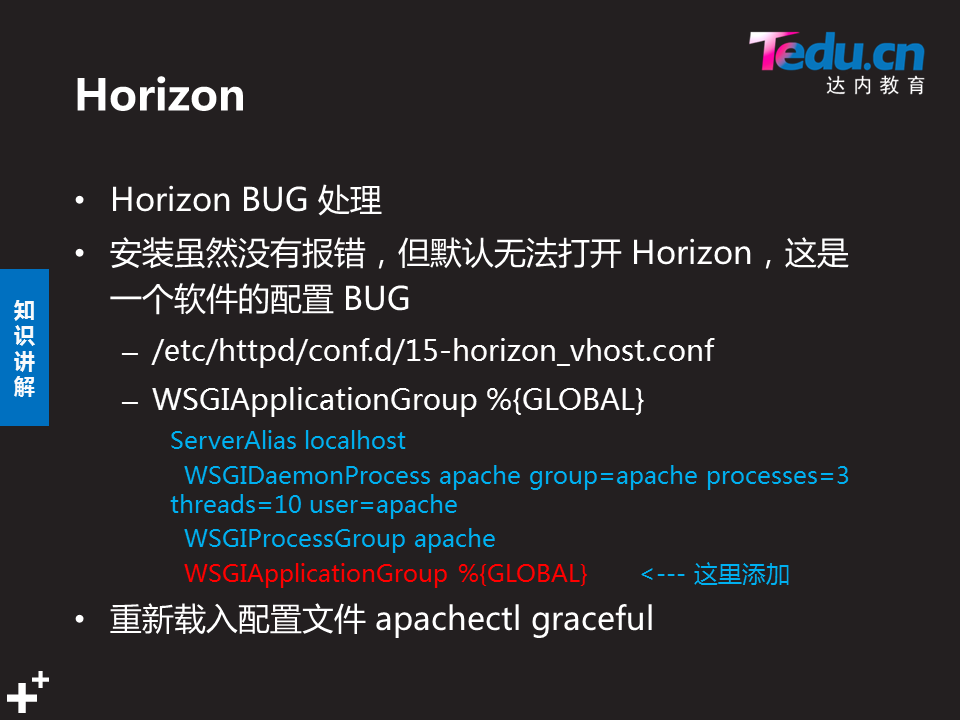 Tedu.cn
达内教育
Horizon
• Horizon BUG 处理
• 安装虽然没有报错，但默认无法打开 Horizon，这是
一个软件的配置 BUG
– /etc/httpd/conf.d/15-horizon_vhost.conf
– WSGIApplicationGroup %{GLOBAL}
ServerAlias localhost
WSGIDaemonProcess apache group=apache processes=3
threads=10 user=apache
WSGIProcessGroup apache
WSGIApplicationGroup %{GLOBAL} <--- 这里添加
• 重新载入配置文件 apachectl graceful
知识讲解